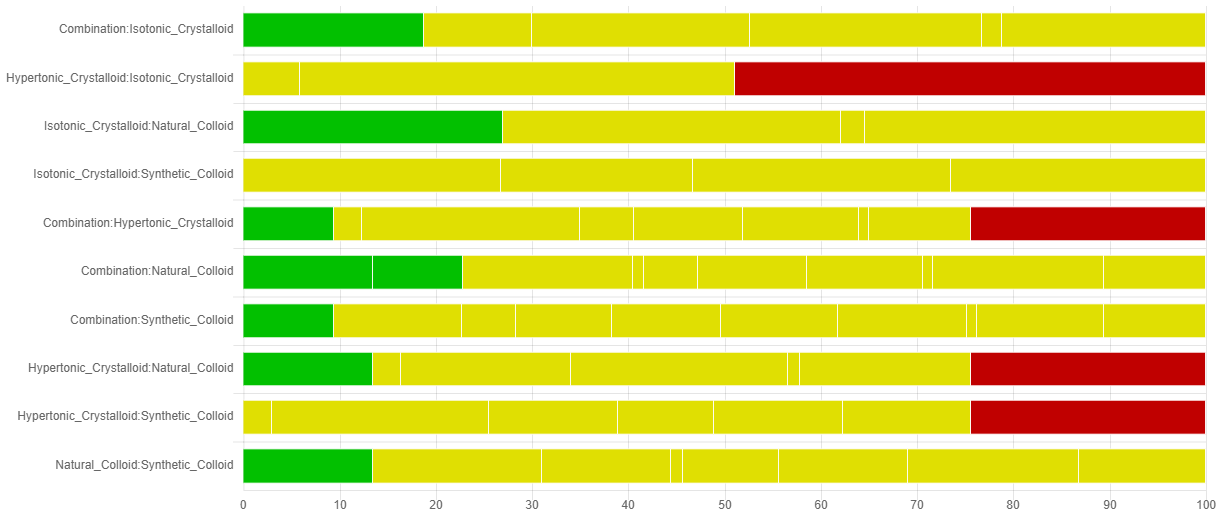 Combination:Isotonic_Crystalloid
Hypertonic_Crystalloid:Isotonic_Crystalloid
Isotonic_Crystalloid:Natural_Colloid
Isotonic_Crystalloid:Synthetic_Colloid
Combination:Hypertonic_Crystalloid
Combination:Natural_Colloid
Combination:Synthetic_Colloid
Hypertonic_Crystalloid:Natural_Colloid
Hypertonic_Crystalloid:Synthetic_Colloid
Natural_Colloid:Synthetic_Colloid
0 10 20 30 40 50 60 70 80 90 100